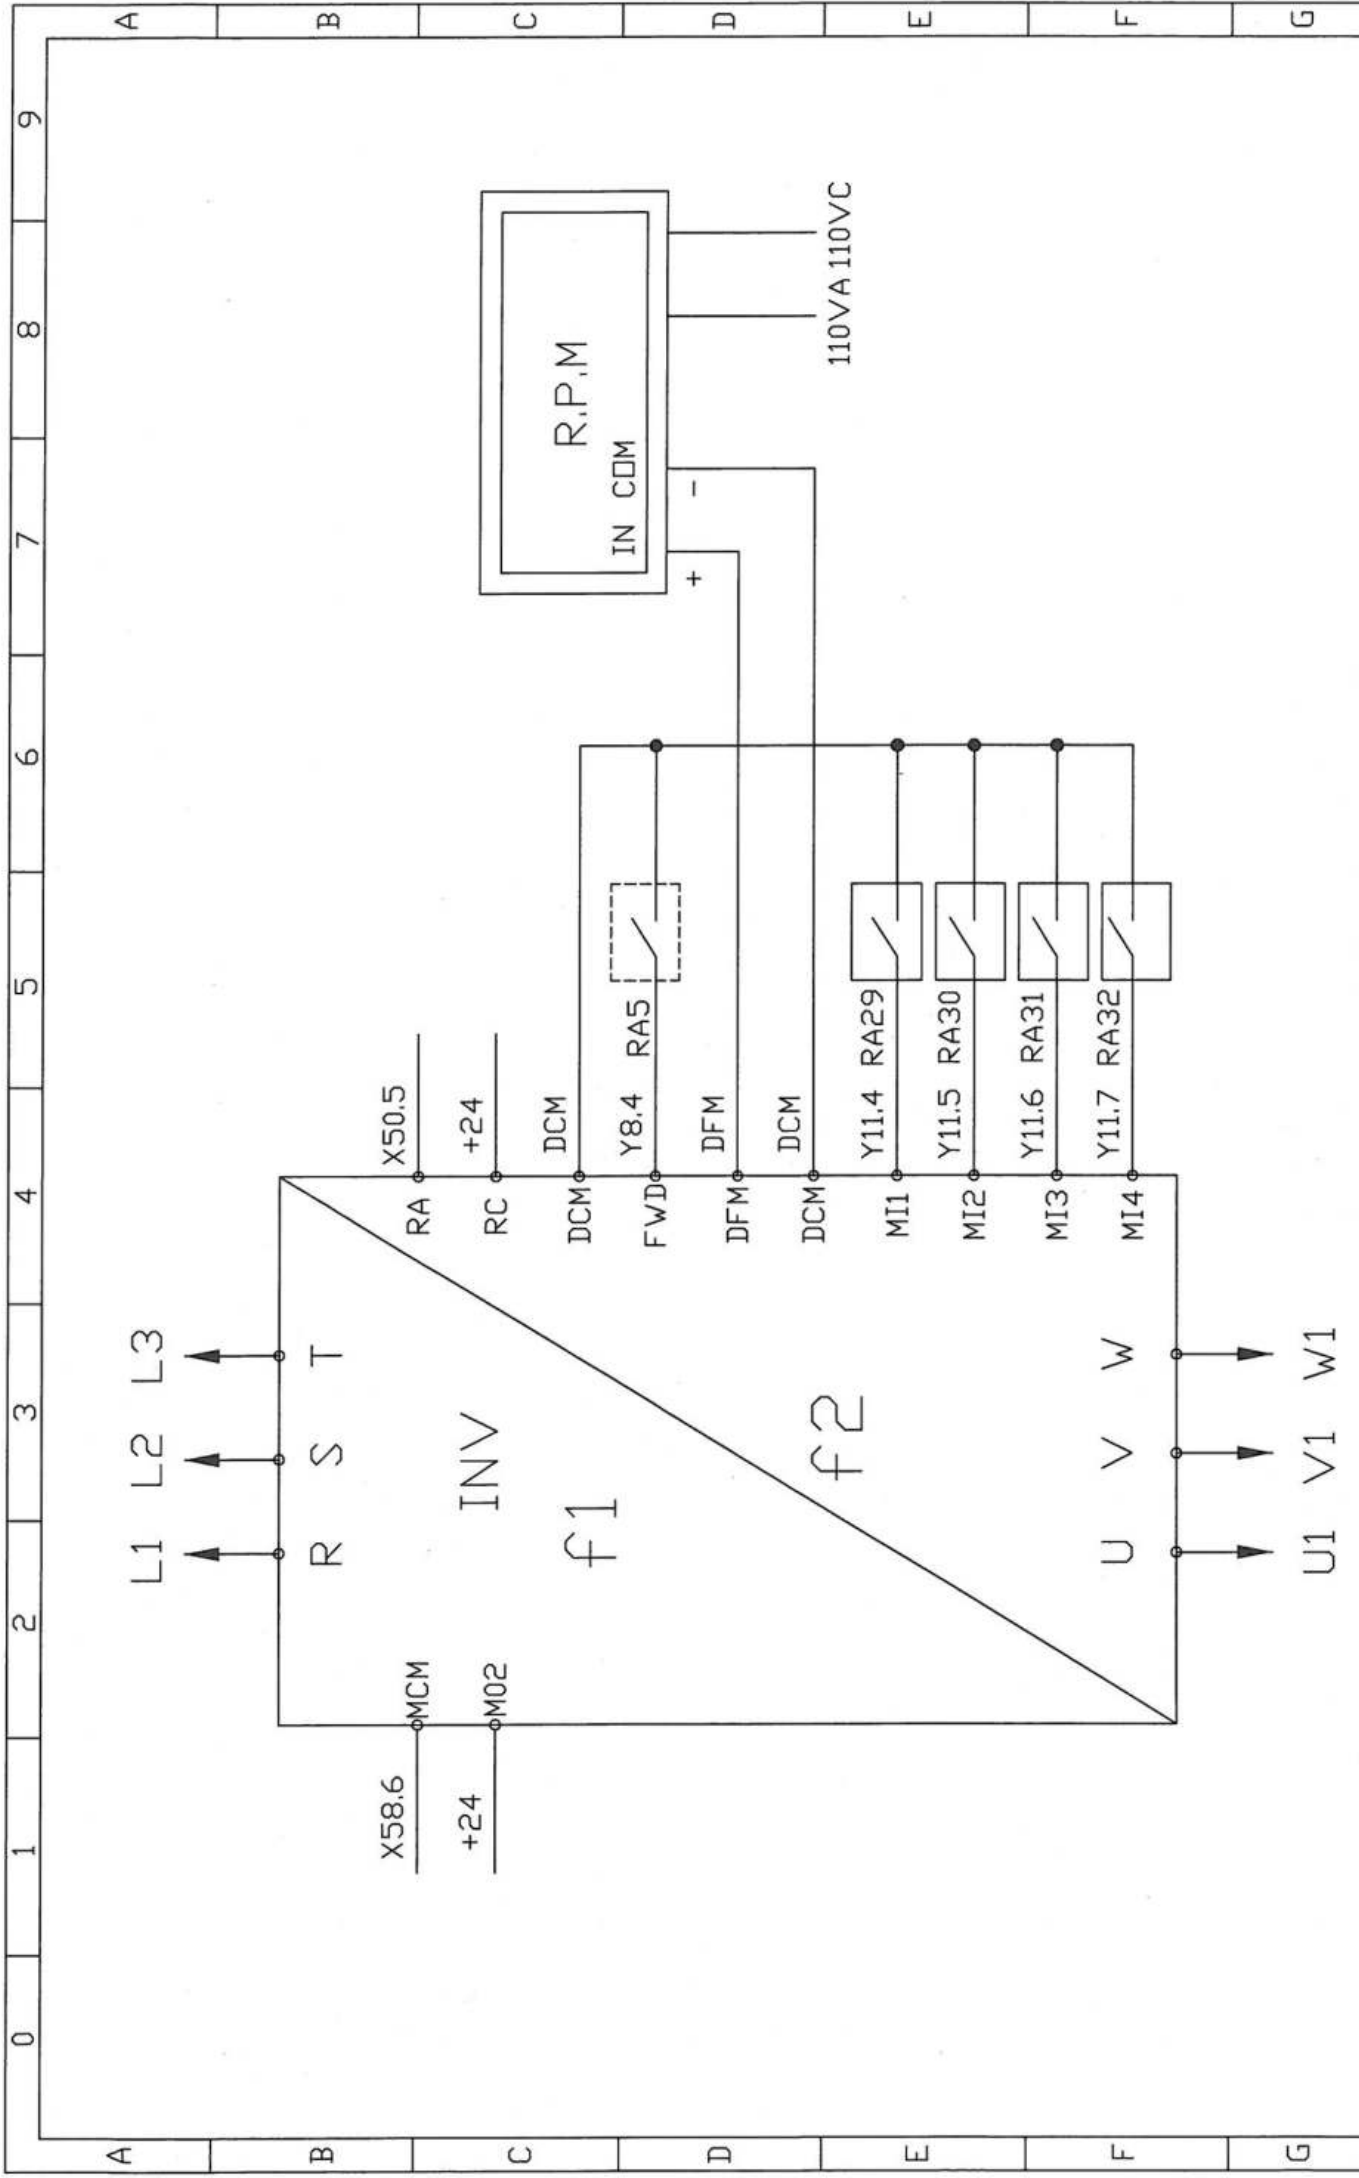 0 1 2 3 4 5 6 7 8 9
A A
L1 L2 L3
B B
R S T
X58.6 MCM
INV
RA X50.5
C C
+24 MO2
RC +24
f1
DCM DCM
R.P.M
IN COM
FWD Y8.4 RA5
+ -
D D
DFM DFM
DCM DCM
110VA 110VC
f2
E E
MI1 Y11.4 RA29
MI2 Y11.5 RA30
MI3 Y11.6 RA31
F F
U V W
MI4 Y11.7 RA32
G G
U1 V1 W1